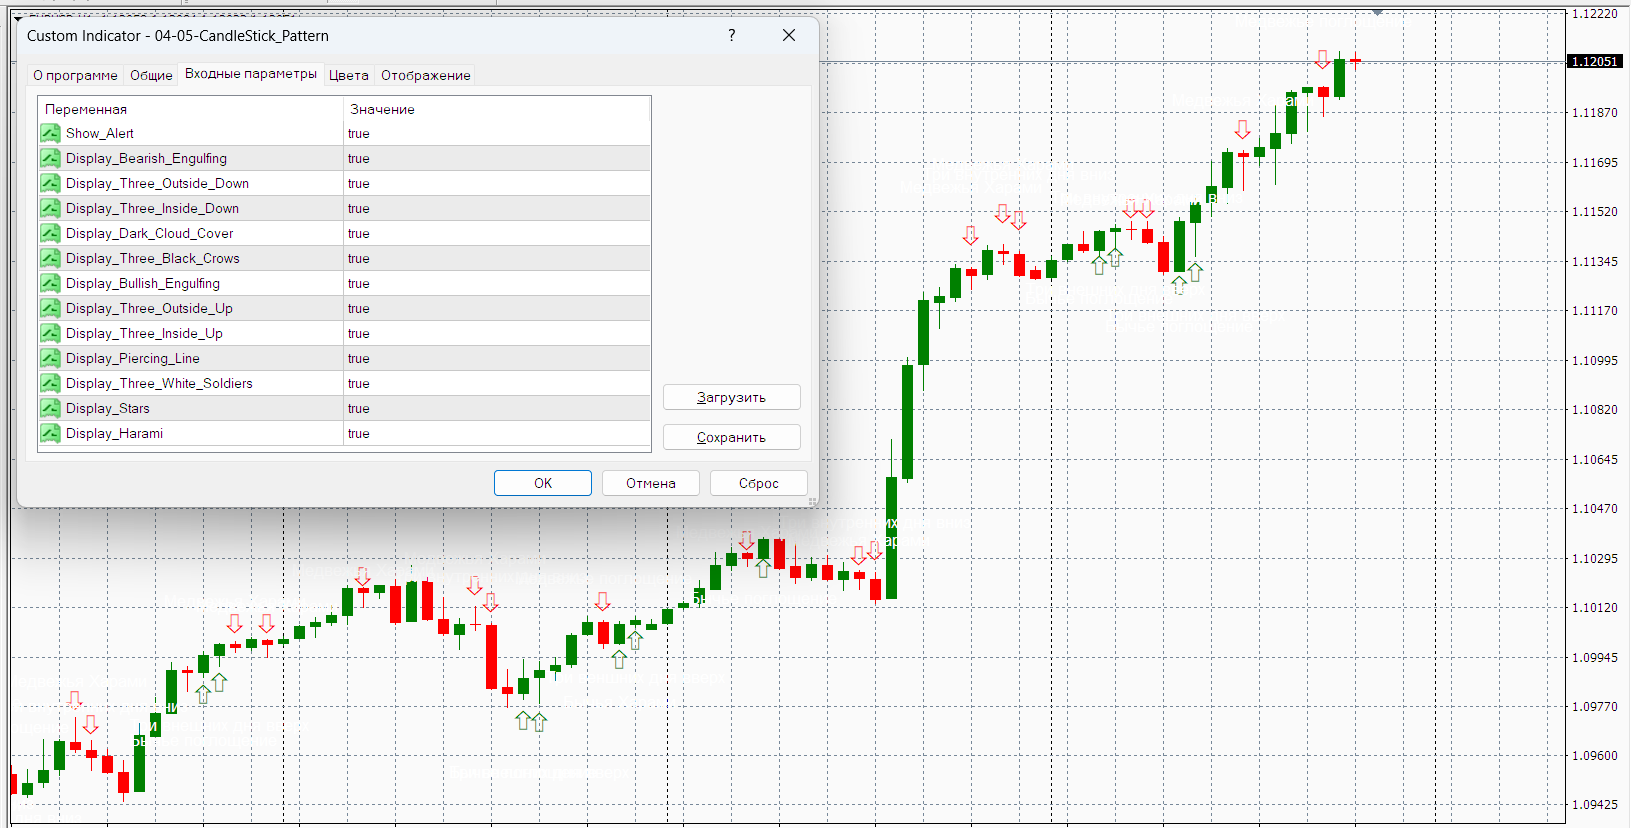 Custom Indicator - 04-05-CandleStick_Pattern
?
О программе Общие Входные параметры Цвета Отображение
Переменная Значение
Show_Alert true
Display_Bearish_Engulfing true
Display_Three_Outside_Down true
Display_Three_Inside_Down true
Display_Dark_Cloud_Cover true
Display_Three_Black_Crows true
Display_Bullish_Engulfing true
Display_Three_Outside_Up true
Display_Three_Inside_Up true
Display_Piercing_Line true
Display_Three_White_Soldiers true
Display_Stars true
Display_Harami true
Загрузить
Сохранить
OK Отмена Сброс
1.12220
1.12051
1.11870
1.11695
1.11520
1.11345
1.11170
1.10995
1.10820
1.10645
1.10470
1.10295
1.10120
1.09945
1.09770
1.09600
1.09425